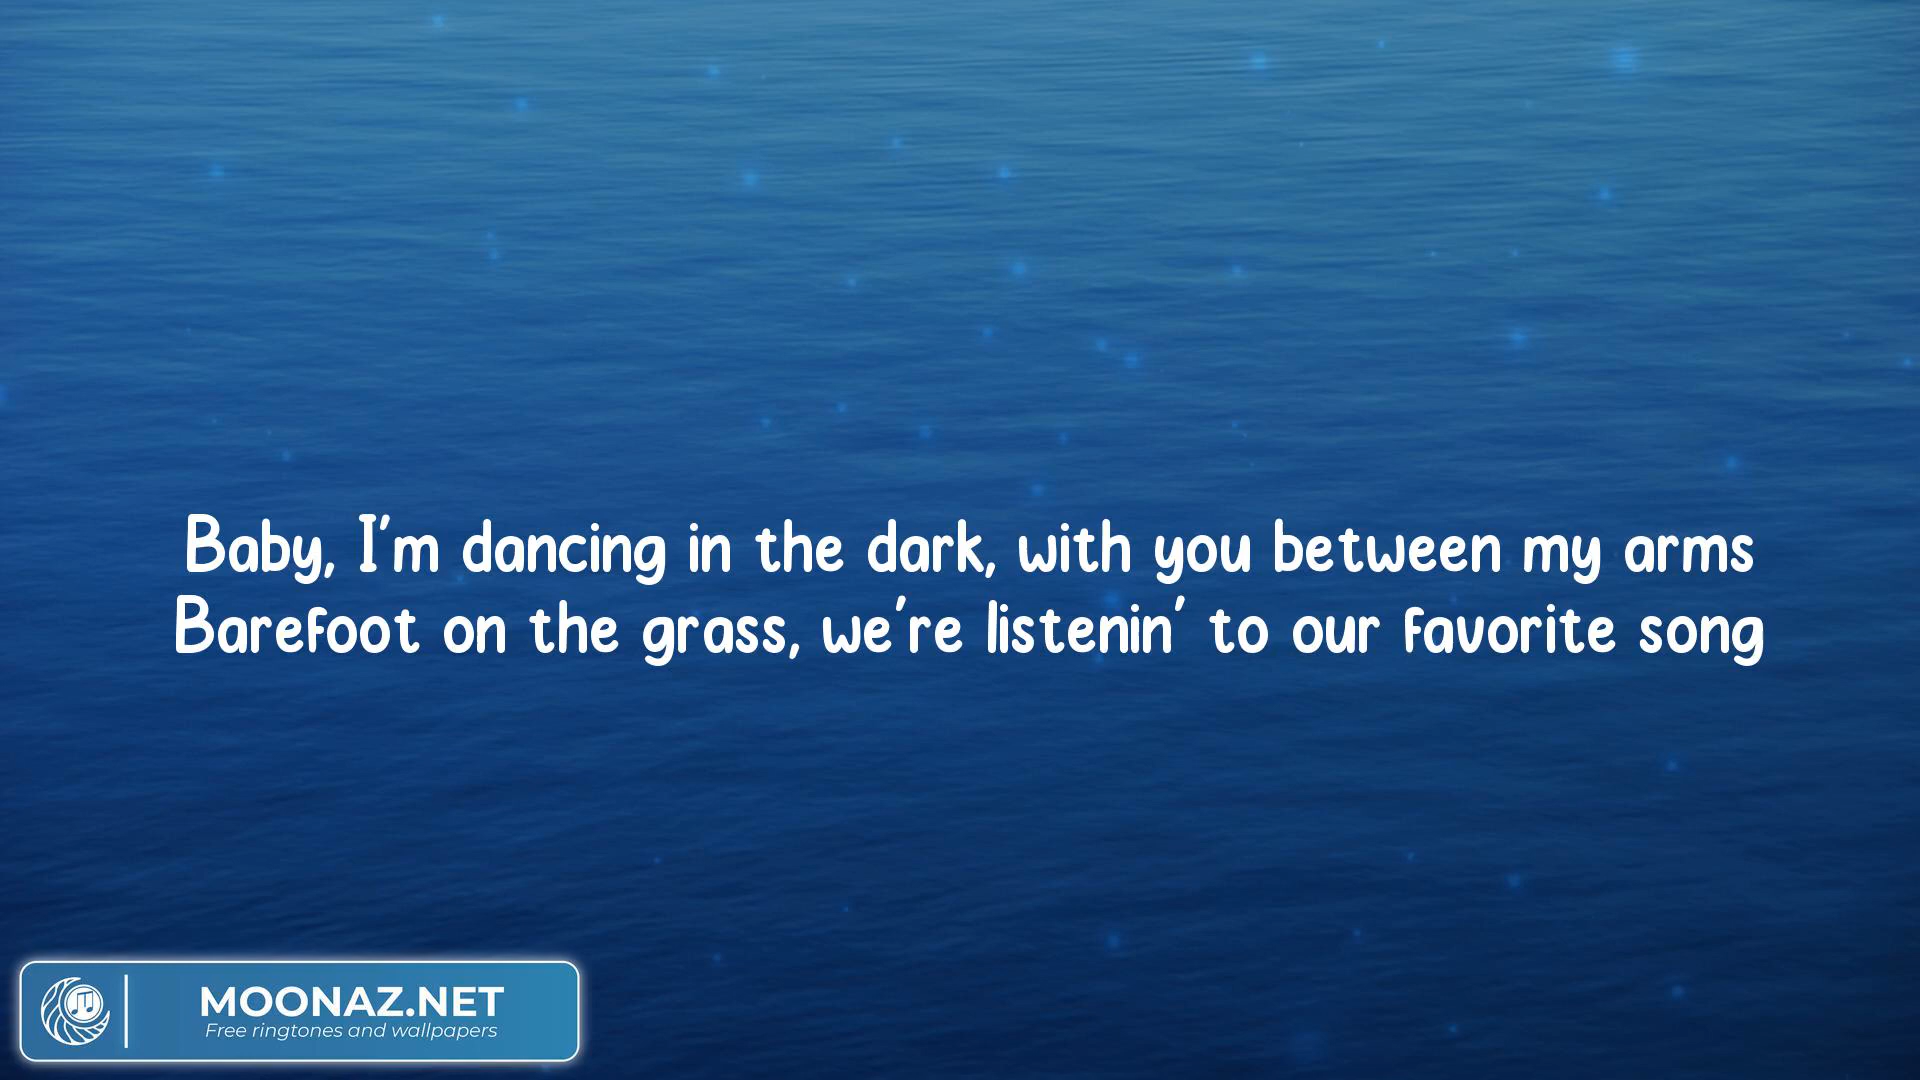 Baby, I'm dancing in the dark, with you between my arms
Barefoot on the grass, we're listenin' to our favorite song
MOONAZ.NET
Free ringtones and wallpapers